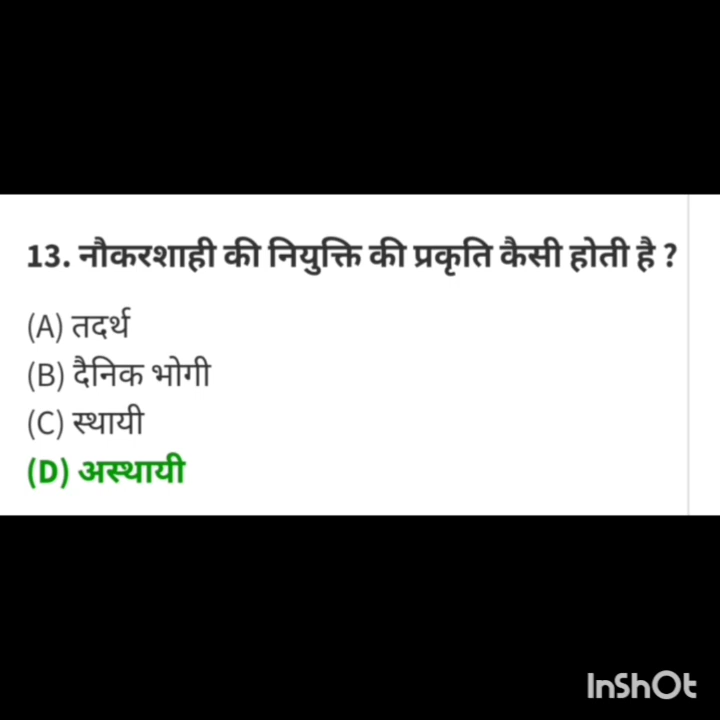 13. नौकरशाही की नियुक्ति की प्रकृति कैसी होती है ?
(A) तदर्थ
(B) दैनिक भोगी
(C) स्थायी
(D) अस्थायी
InShOt